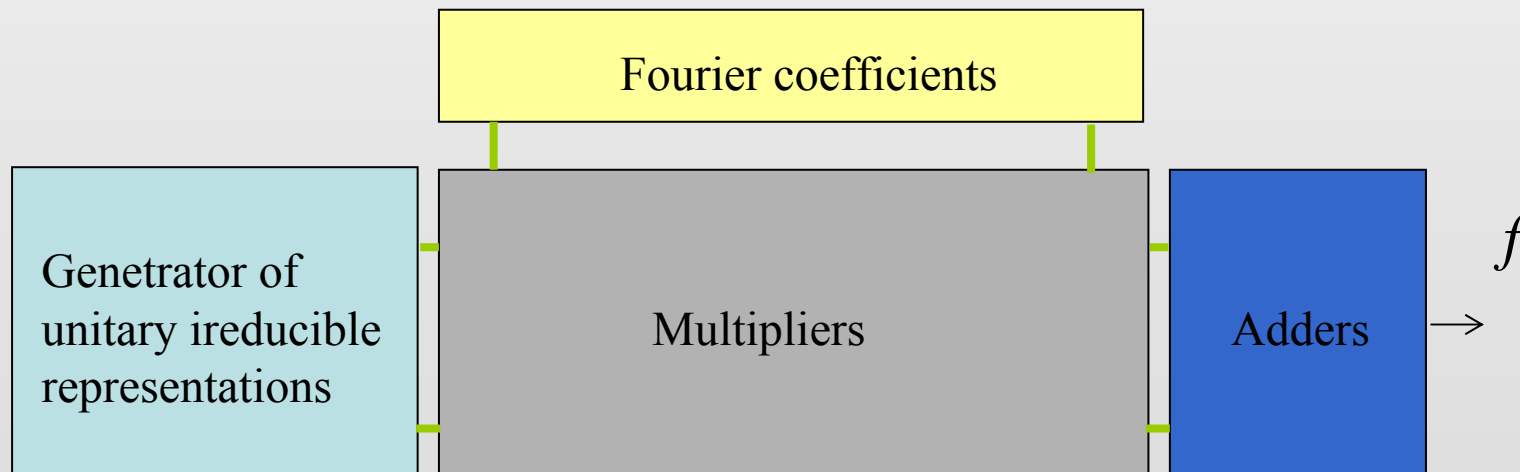 Fourier coefficients
Genetrator of
unitary ireducible
representations
Multipliers
Adders
f